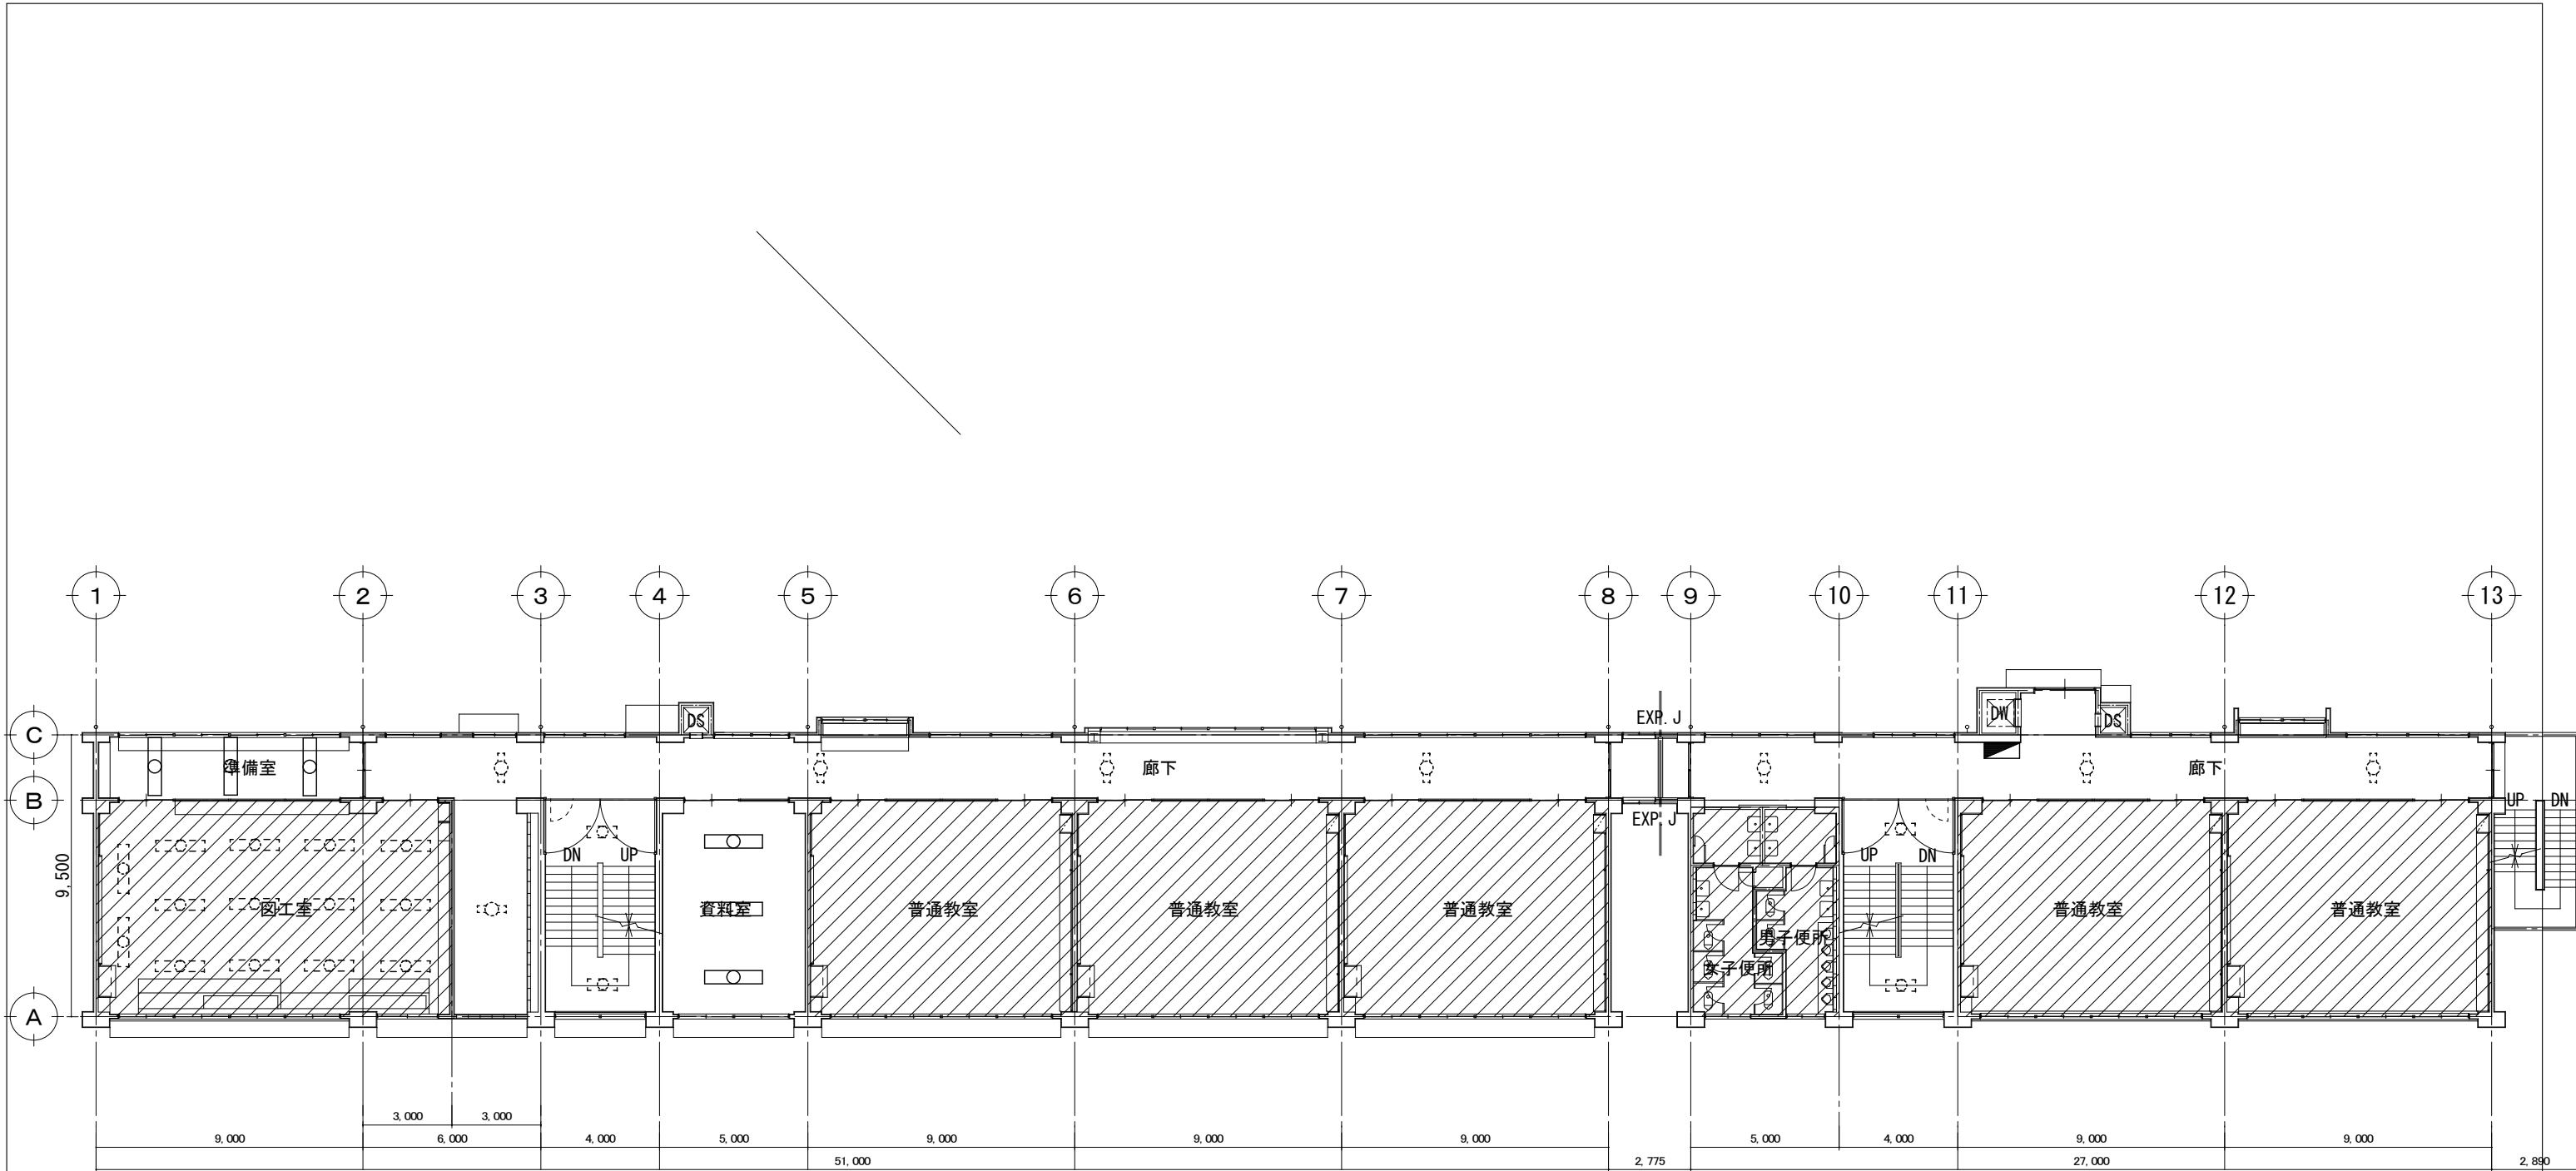 1 2 3 4 5 6 7 8 9 10 11 12 13
DS
DW
DS
EXP.J
C
準備室
廊下
廊下
B
UP DN
EXP.J
DN UP
UP DN
9,500
図工室
資料室
普通教室
普通教室
普通教室
普通教室
普通教室
男子便所
女子便所
A
3,000 3,000
9,000 6,000 4,000 5,000 9,000 9,000 9,000 5,000 4,000 9,000 9,000
51,000 2,775 27,000 2,890